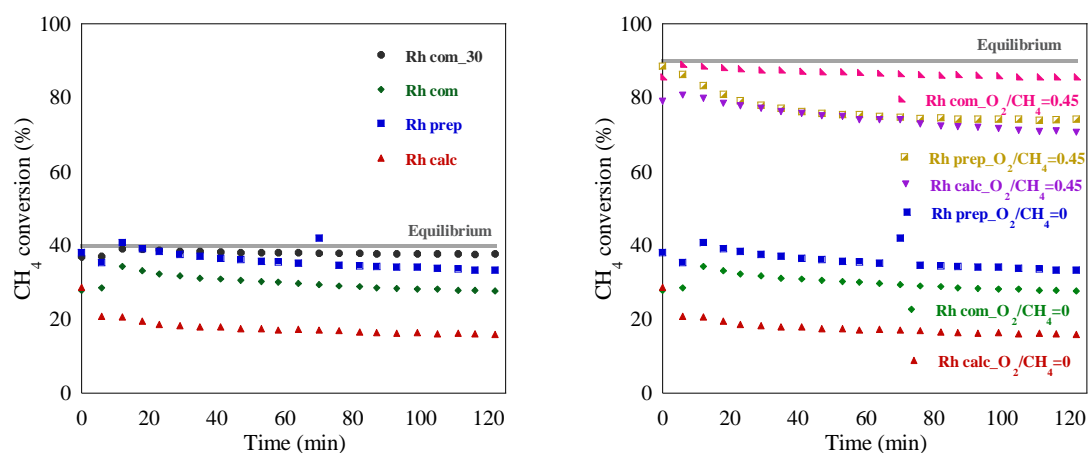 100
80
60
40
20
0
CH4 conversion (%)
Rh com_30
Rh com
Rh prep
Rh calc
Equilibrium
0 20 40 60 80 100 120
Time (min)
100
80
60
40
20
0
CH4 conversion (%)
Equilibrium
Rh com_O2/CH4=0.45
Rh prep_O2/CH4=0.45
Rh calc_O2/CH4=0.45
Rh prep_O2/CH4=0
Rh com_O2/CH4=0
Rh calc_O2/CH4=0
0 20 40 60 80 100 120
Time (min)